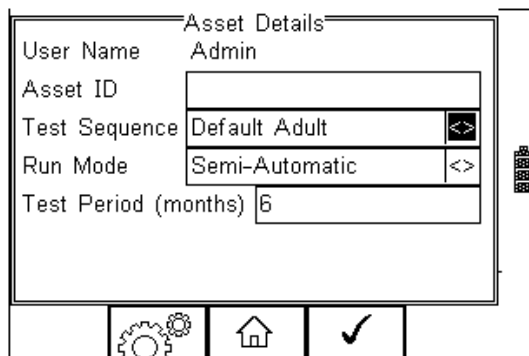 Asset Details
User Name Admin
Asset ID
Test Sequence Default Adult <>
Run Mode Semi-Automatic <>
Test Period (months) 6